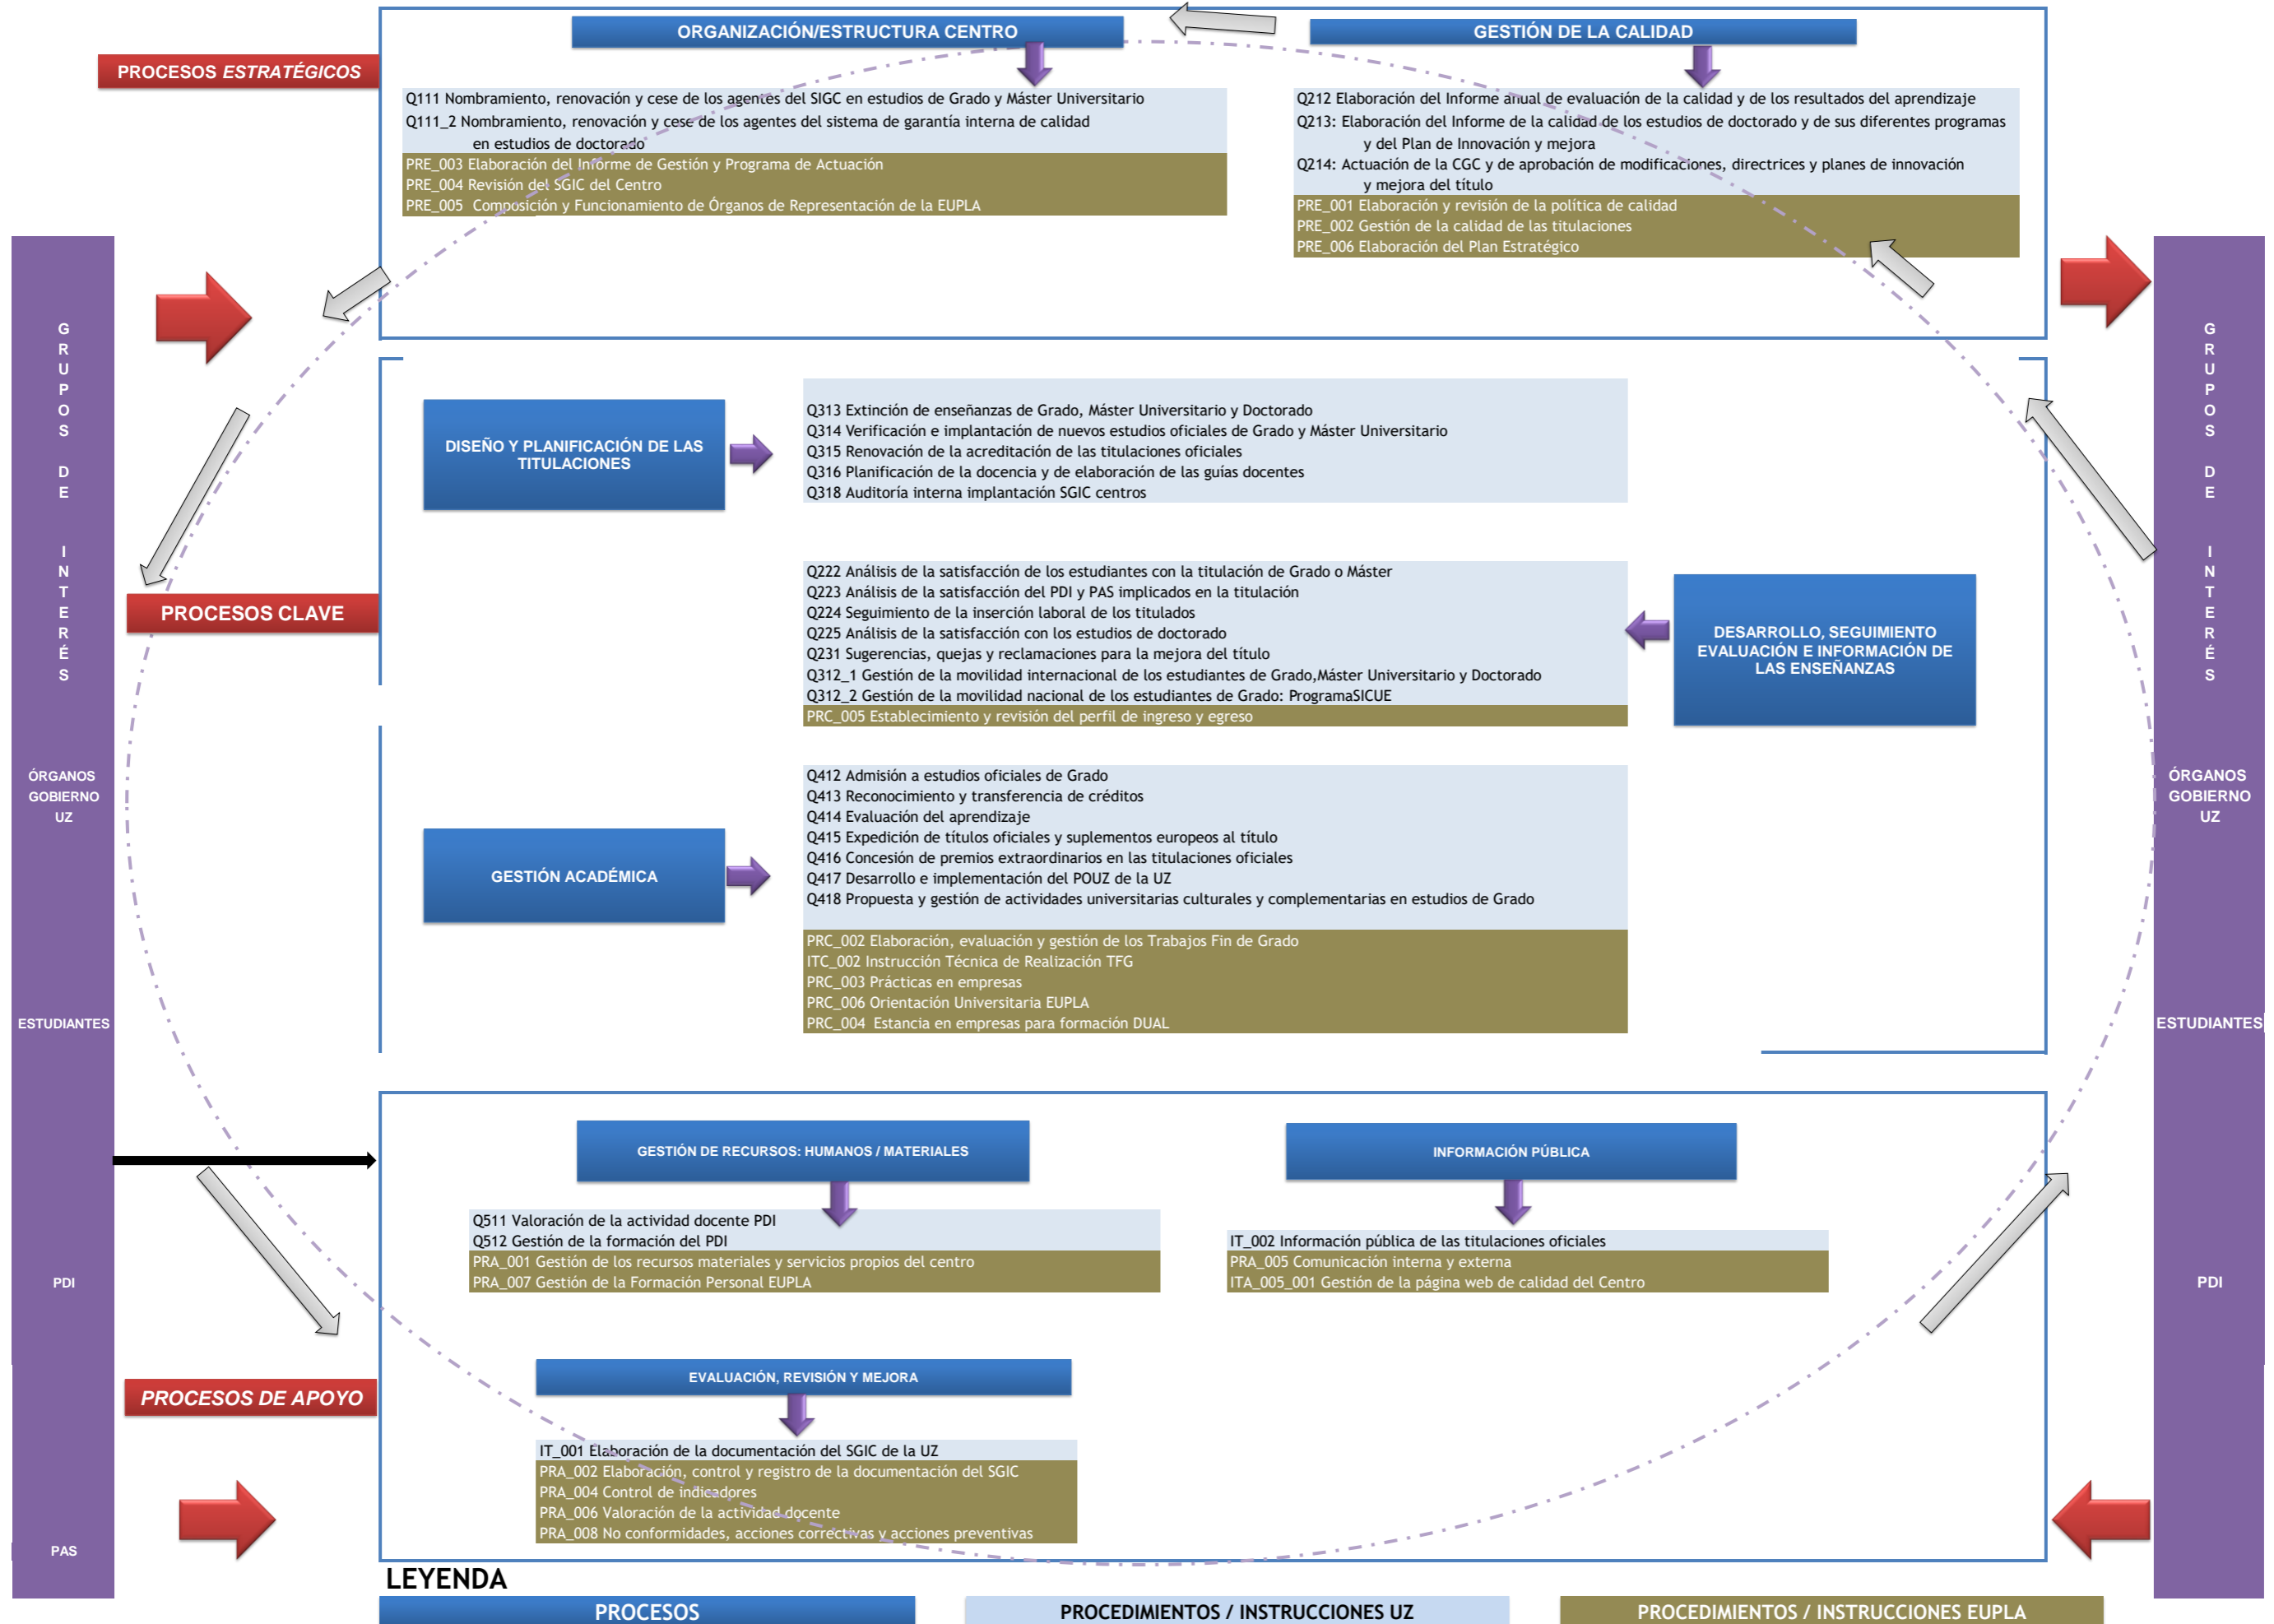 ORGANIZACIÓN/ESTRUCTURA CENTRO
GESTIÓN DE LA CALIDAD
PROCESOS ESTRATÉGICOS
Q111 Nombramiento, renovación y cese de los agentes del SIGC en estudios de Grado y Máster Universitario
Q111_2 Nombramiento, renovación y cese de los agentes del sistema de garantía interna de calidad
en estudios de doctorado
PRE_003 Elaboración del Informe de Gestión y Programa de Actuación
PRE_004 Revisión del SGIC del Centro
PRE_005 Composición y Funcionamiento de Órganos de Representación de la EUPLA
Q212 Elaboración del Informe anual de evaluación de la calidad y de los resultados del aprendizaje
Q213: Elaboración del Informe de la calidad de los estudios de doctorado y de sus diferentes programas
y del Plan de Innovación y mejora
Q214: Actuación de la CGC y de aprobación de modificaciones, directrices y planes de innovación
y mejora del título
PRE_001 Elaboración y revisión de la política de calidad
PRE_002 Gestión de la calidad de las titulaciones
PRE_006 Elaboración del Plan Estratégico
G
R
U
P
O
S
D
E
I
N
T
E
R
É
S
ÓRGANOS
GOBIERNO
UZ
ESTUDIANTES
PDI
PAS
DISEÑO Y PLANIFICACIÓN DE LAS
TITULACIONES
Q313 Extinción de enseñanzas de Grado, Máster Universitario y Doctorado
Q314 Verificación e implantación de nuevos estudios oficiales de Grado y Máster Universitario
Q315 Renovación de la acreditación de las titulaciones oficiales
Q316 Planificación de la docencia y de elaboración de las guías docentes
Q318 Auditoría interna implantación SGIC centros
PROCESOS CLAVE
Q222 Análisis de la satisfacción de los estudiantes con la titulación de Grado o Máster
Q223 Análisis de la satisfacción del PDI y PAS implicados en la titulación
Q224 Seguimiento de la inserción laboral de los titulados
Q225 Análisis de la satisfacción con los estudios de doctorado
Q231 Sugerencias, quejas y reclamaciones para la mejora del título
Q312_1 Gestión de la movilidad internacional de los estudiantes de Grado,Máster Universitario y Doctorado
Q312_2 Gestión de la movilidad nacional de los estudiantes de Grado: ProgramaSICUE
PRC_005 Establecimiento y revisión del perfil de ingreso y egreso
DESARROLLO, SEGUIMIENTO
EVALUACIÓN E INFORMACIÓN DE
LAS ENSEÑANZAS
GESTIÓN ACADÉMICA
Q412 Admisión a estudios oficiales de Grado
Q413 Reconocimiento y transferencia de créditos
Q414 Evaluación del aprendizaje
Q415 Expedición de títulos oficiales y suplementos europeos al título
Q416 Concesión de premios extraordinarios en las titulaciones oficiales
Q417 Desarrollo e implementación del POUZ de la UZ
Q418 Propuesta y gestión de actividades universitarias culturales y complementarias en estudios de Grado
PRC_002 Elaboración, evaluación y gestión de los Trabajos Fin de Grado
ITC_002 Instrucción Técnica de Realización TFG
PRC_003 Prácticas en empresas
PRC_006 Orientación Universitaria EUPLA
PRC_004 Estancia en empresas para formación DUAL
G
R
U
P
O
S
D
E
I
N
T
E
R
É
S
ÓRGANOS
GOBIERNO
UZ
ESTUDIANTES
PDI
GESTIÓN DE RECURSOS: HUMANOS / MATERIALES
Q511 Valoración de la actividad docente PDI
Q512 Gestión de la formación del PDI
PRA_001 Gestión de los recursos materiales y servicios propios del centro
PRA_007 Gestión de la Formación Personal EUPLA
INFORMACIÓN PÚBLICA
IT_002 Información pública de las titulaciones oficiales
PRA_005 Comunicación interna y externa
ITA_005_001 Gestión de la página web de calidad del Centro
PROCESOS DE APOYO
EVALUACIÓN, REVISIÓN Y MEJORA
IT_001 Elaboración de la documentación del SGIC de la UZ
PRA_002 Elaboración, control y registro de la documentación del SGIC
PRA_004 Control de indicadores
PRA_006 Valoración de la actividad docente
PRA_008 No conformidades, acciones correctivas y acciones preventivas
LEYENDA
PROCESOS
PROCEDIMIENTOS / INSTRUCCIONES UZ
PROCEDIMIENTOS / INSTRUCCIONES EUPLA